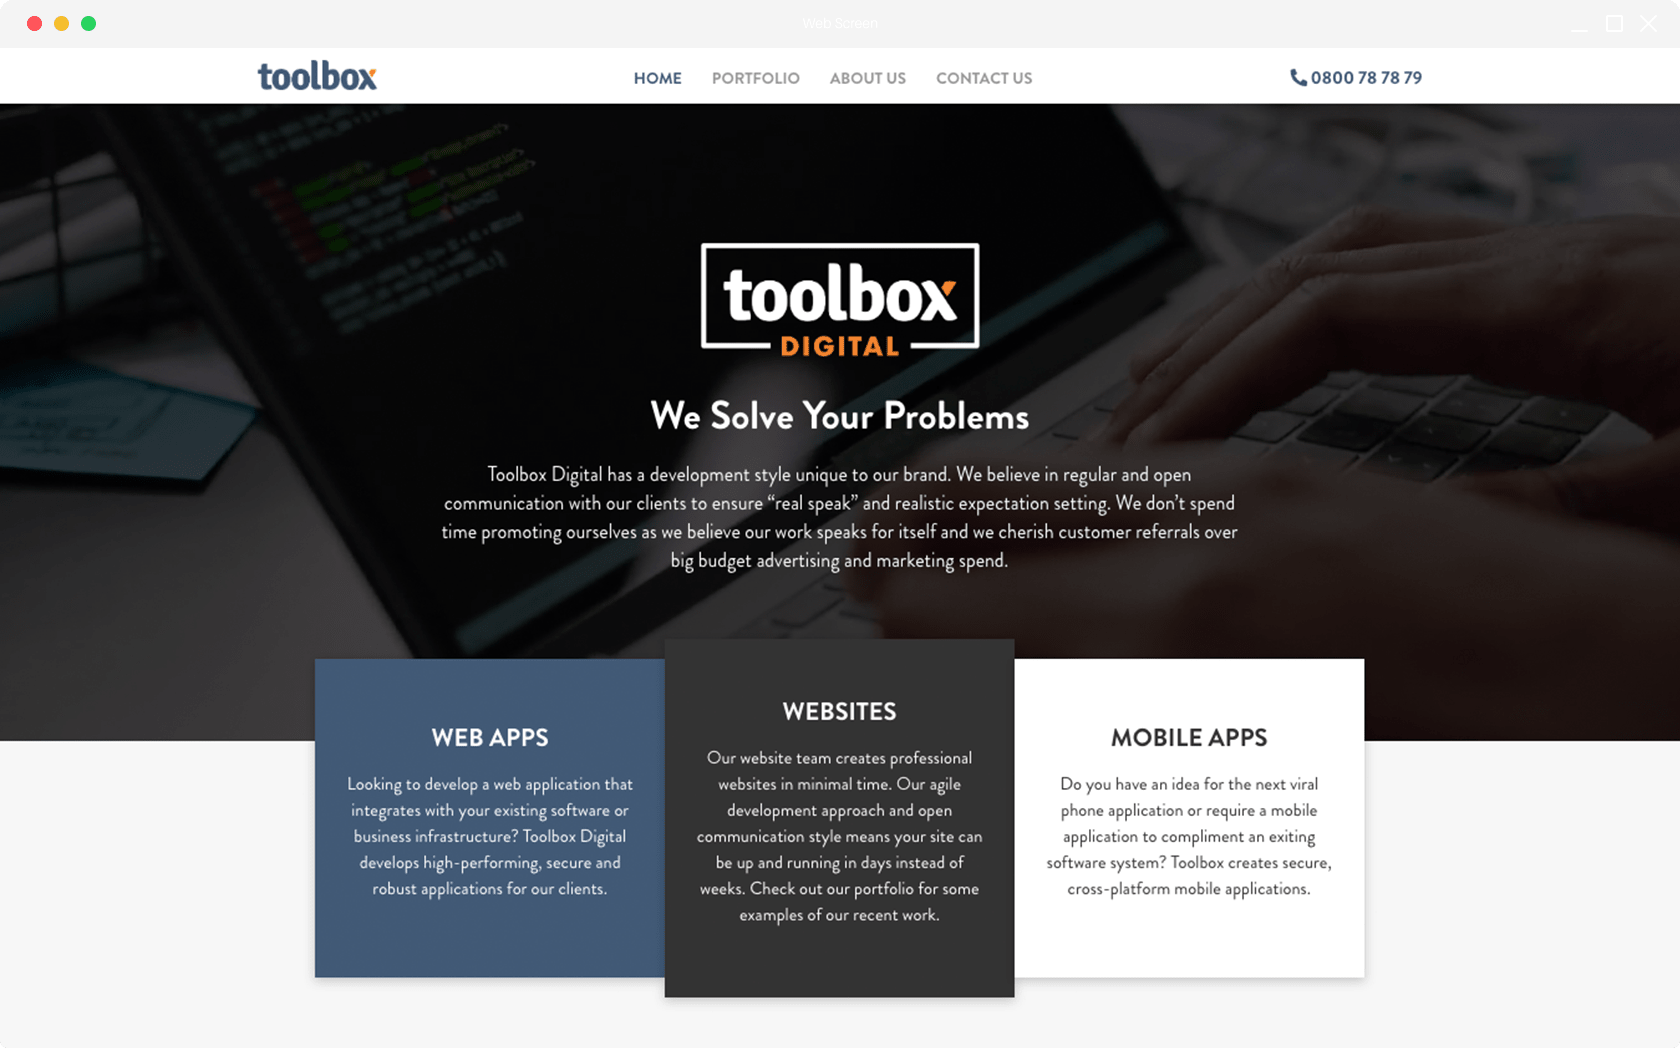 Web Screen
toolbox
HOME PORTFOLIO ABOUT US CONTACT US
0800 78 78 79
toolbox
DIGITAL
We Solve Your Problems
Toolbox Digital has a development style unique to our brand. We believe in regular and open
communication with our clients to ensure “real speak” and realistic expectation setting. We don’t spend
time promoting ourselves as we believe our work speaks for itself and we cherish customer referrals over
big budget advertising and marketing spend.
WEB APPS
Looking to develop a web application that
integrates with your existing software or
business infrastructure? Toolbox Digital
develops high-performing, secure and
robust applications for our clients.
WEBSITES
Our website team creates professional
websites in minimal time. Our agile
development approach and open
communication style means your site can
be up and running in days instead of
weeks. Check out our portfolio for some
examples of our recent work.
MOBILE APPS
Do you have an idea for the next viral
phone application or require a mobile
application to compliment an exiting
software system? Toolbox creates secure,
cross-platform mobile applications.